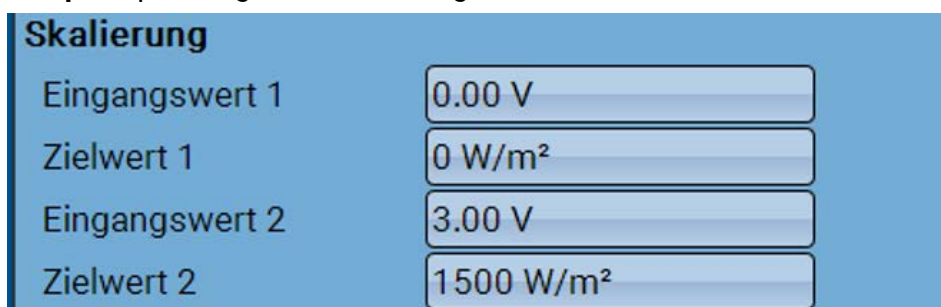 Skalierung
Eingangswert 1 0.00 V
Zielwert 1 0 W/m²
Eingangswert 2 3.00 V
Zielwert 2 1500 W/m²